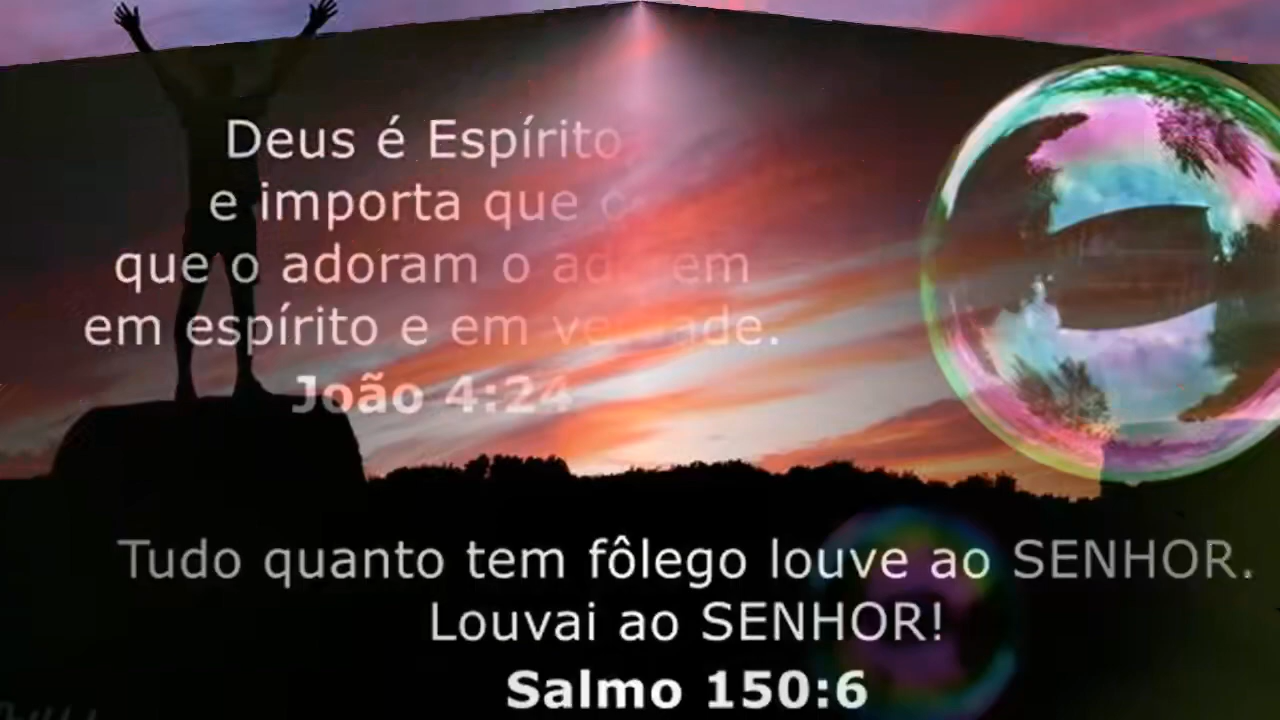 Deus é Espírito
e importa que
que o adoram o
em espírito e em
João 4:24
Tudo quanto tem fôlego louve ao SENHOR.
Louvai ao SENHOR!
Salmo 150:6